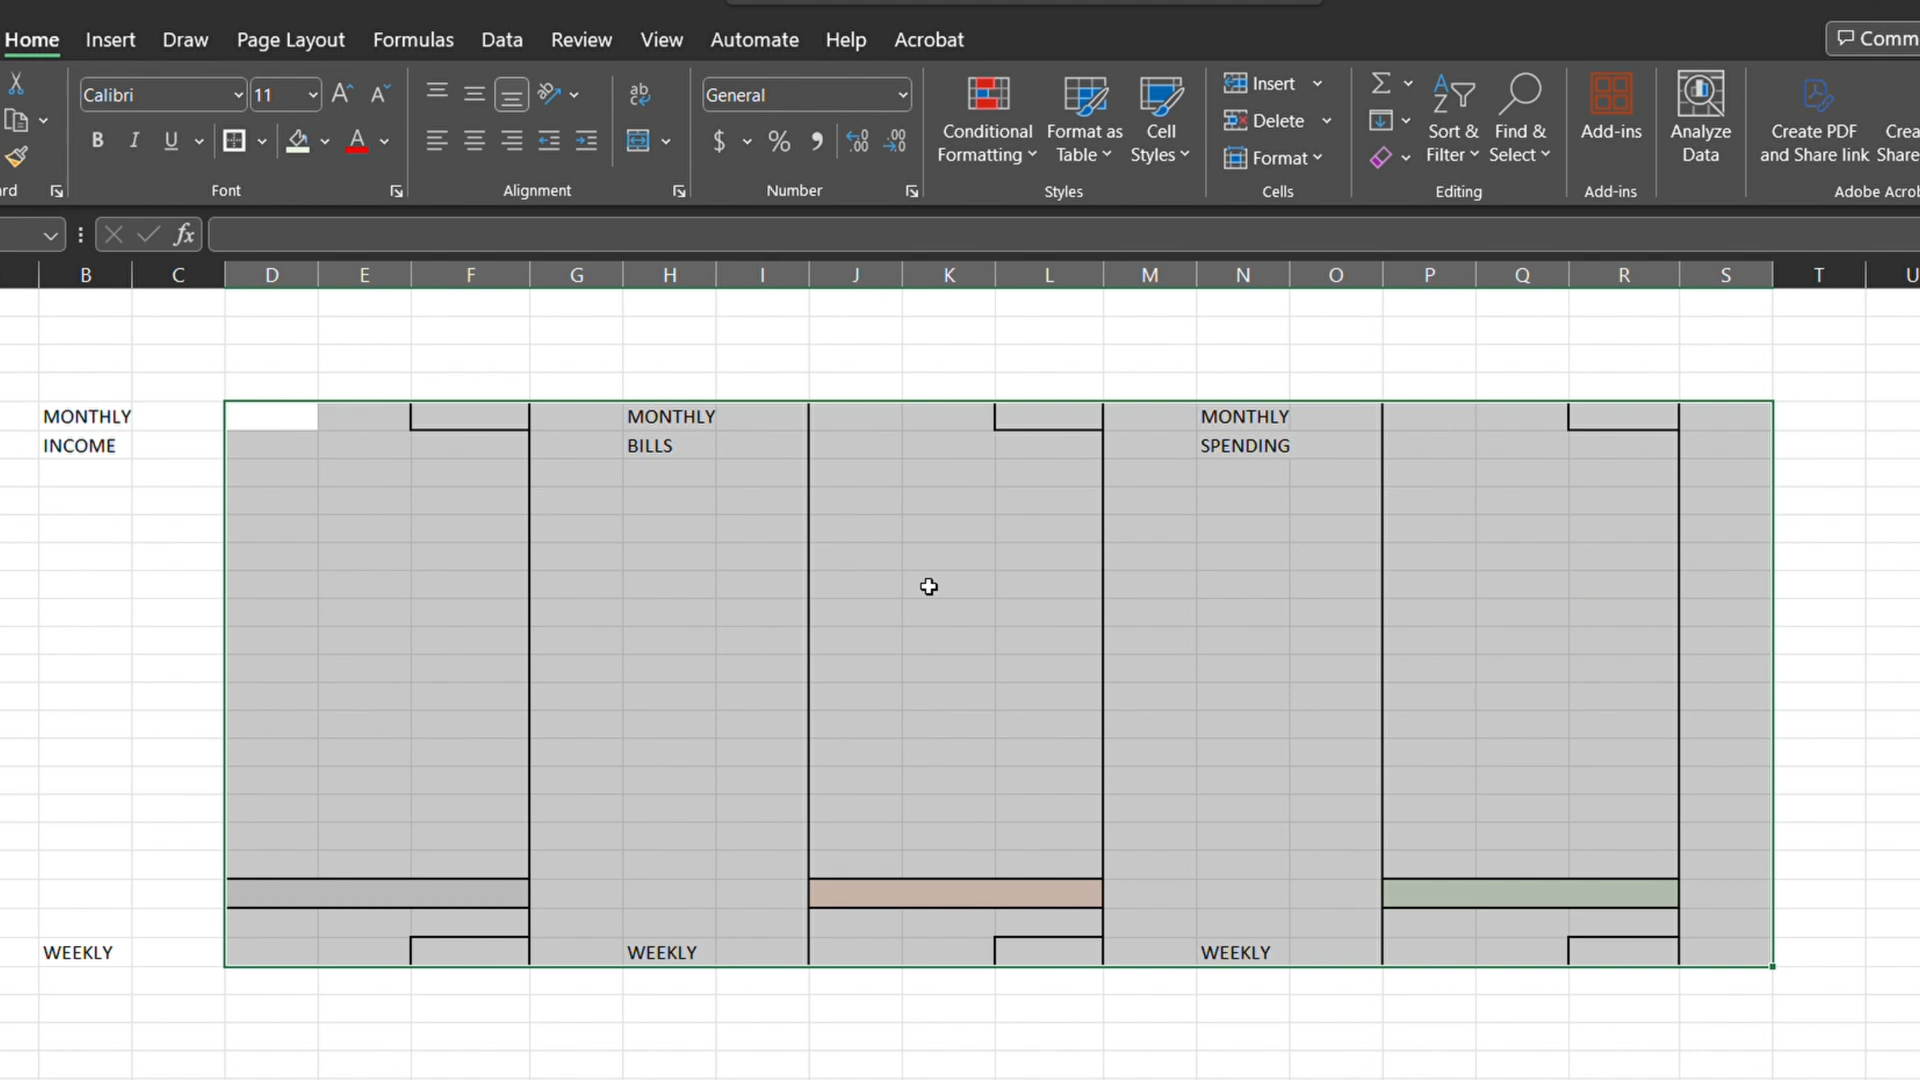 Home Insert Draw Page Layout Formulas Data Review View Automate Help Acrobat Comm
Calibri 11 General
Insert
Delete
Format
Conditional Formatting
Format as Table
Cell Styles
Sort & Filter
Find & Select
Add-ins
Analyze Data
Create PDF and Share link
Crea
Share
rd Font Alignment Number Styles Cells Editing Add-ins Adobe Acrob
fx
B C D E F G H I J K L M N O P Q R S T U
MONTHLY MONTHLY MONTHLY
INCOME BILLS SPENDING
WEEKLY WEEKLY WEEKLY